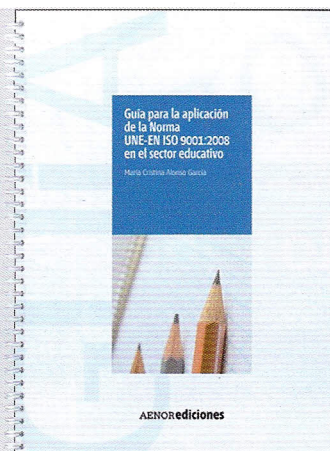 GUÍA
Guía para la aplicación
de la Norma
UNE-EN ISO 9001:2008
en el sector educativo
María Cristina Alonso García
AENORediciones